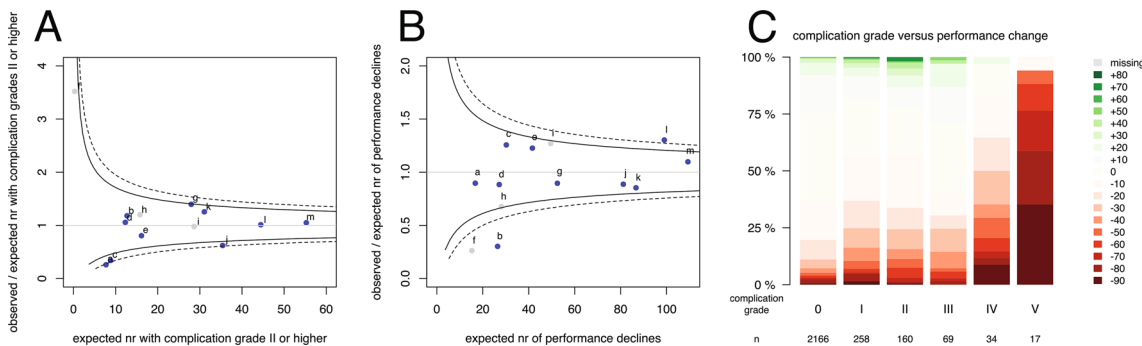 A
observed / expected nr with complication grades II or higher
4
3
2
1
0
f
b
d
h
g
k
e
i
l
m
j
a
c
0 10 20 30 40 50 60
expected nr with complication grade II or higher
B
observed / expected nr of performance declines
2.0
1.5
1.0
0.5
0.0
c
e
i
l
m
a
d
g
j
k
h
f
b
0 20 40 60 80 100
expected nr of performance declines
C
complication grade versus performance change
100 %
75 %
50 %
25 %
0 %
complication
grade
0 I II III IV V
n
2166 258 160 69 34 17
missing
+80
+70
+60
+50
+40
+30
+20
+10
0
-10
-20
-30
-40
-50
-60
-70
-80
-90